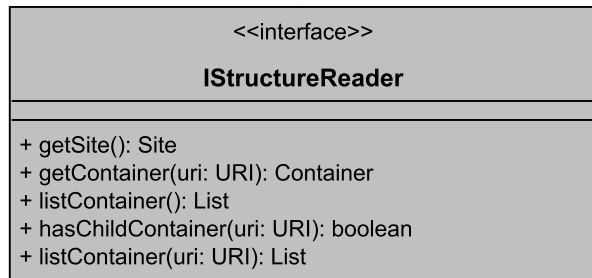 <<interface>>
IStructureReader
+ getSite(): Site
+ getContainer(uri: URI): Container
+ listContainer(): List
+ hasChildContainer(uri: URI): boolean
+ listContainer(uri: URI): List